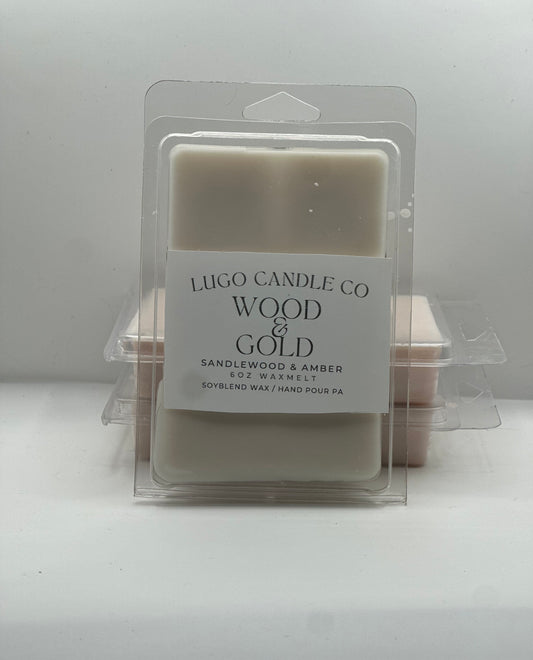 LUGO CANDLE CO
WOOD
&
GOLD
SANDLEWOOD & AMBER
6OZ WAXMELT
SOYBLEND WAX / HAND POUR PA